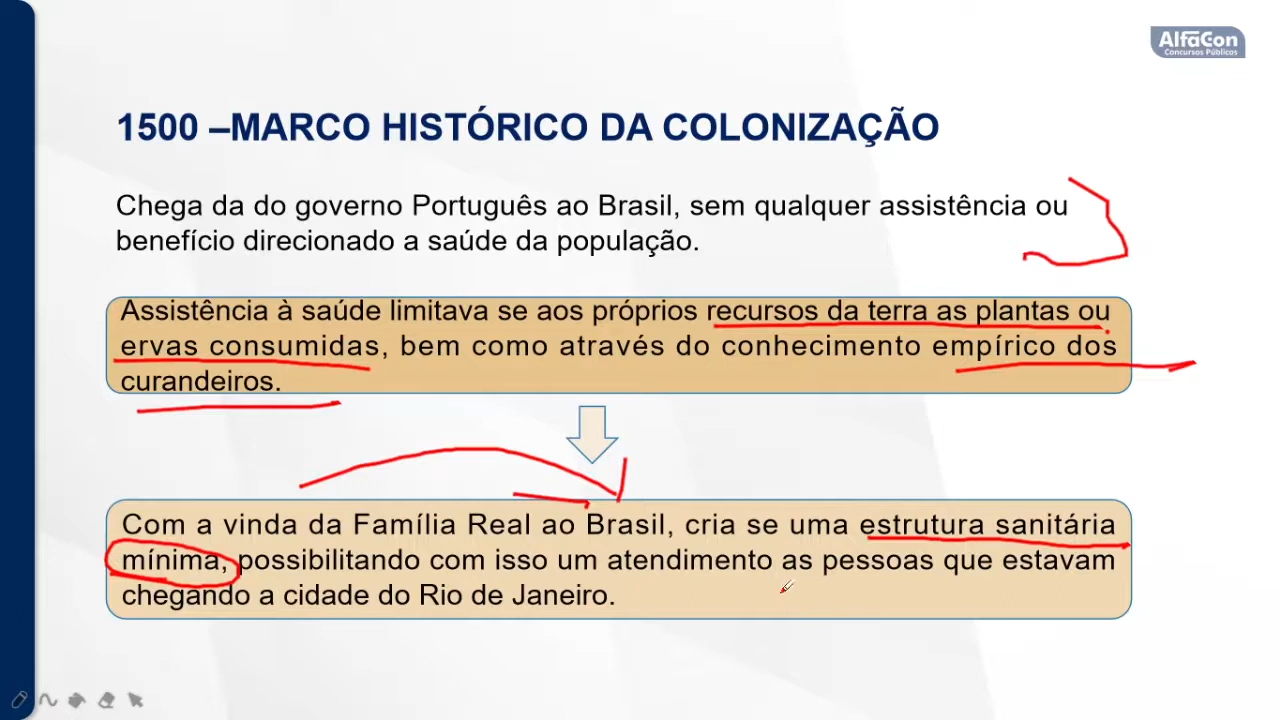 AlfaCon
Concursos Públicos
1500 –MARCO HISTÓRICO DA COLONIZAÇÃO
Chega da do governo Português ao Brasil, sem qualquer assistência ou
benefício direcionado a saúde da população.
Assistência à saúde limitava se aos próprios recursos da terra as plantas ou
ervas consumidas, bem como através do conhecimento empírico dos
curandeiros.
Com a vinda da Família Real ao Brasil, cria se uma estrutura sanitária
mínima, possibilitando com isso um atendimento as pessoas que estavam
chegando a cidade do Rio de Janeiro.